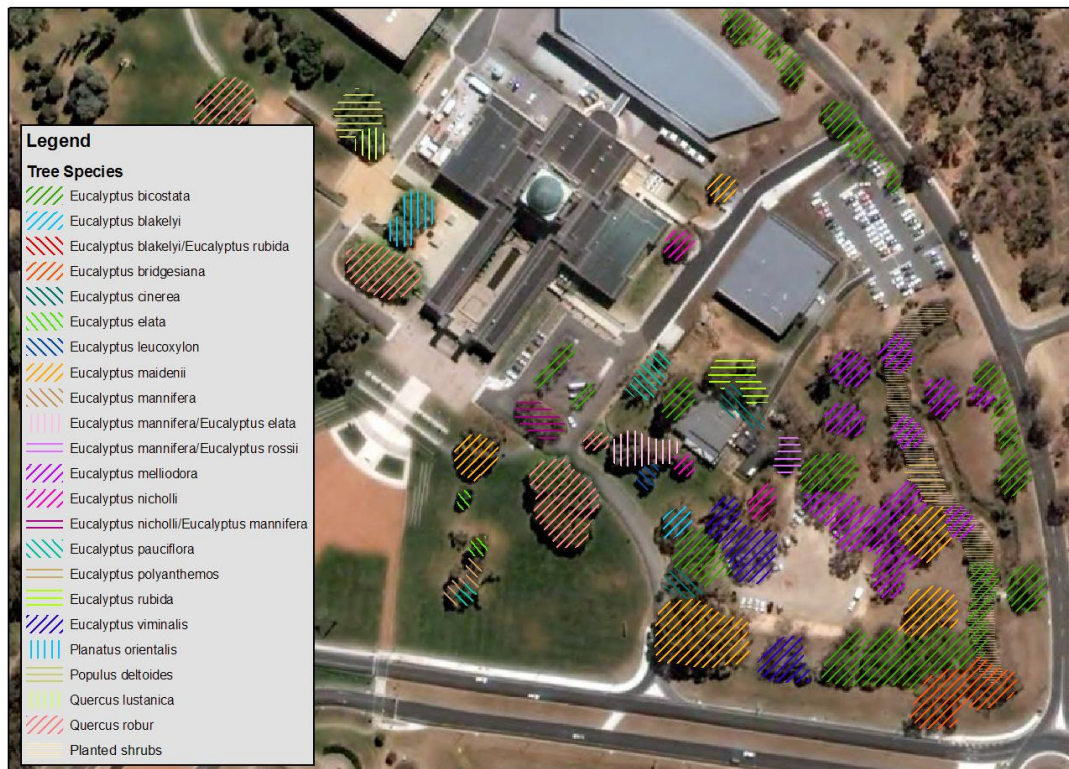 Legend
Tree Species
Eucalyptus bicostata
Eucalyptus blakelyi
Eucalyptus blakelyi/Eucalyptus rubida
Eucalyptus bridgesiana
Eucalyptus cinerea
Eucalyptus elata
Eucalyptus leucoxylon
Eucalyptus maidenii
Eucalyptus mannifera
Eucalyptus mannifera/Eucalyptus elata
Eucalyptus mannifera/Eucalyptus rossii
Eucalyptus melliodora
Eucalyptus nicholli
Eucalyptus nicholli/Eucalyptus mannifera
Eucalyptus pauciflora
Eucalyptus polyanthemos
Eucalyptus rubida
Eucalyptus viminalis
Planatus orientalis
Populus deltoides
Quercus lustanica
Quercus robur
Planted shrubs